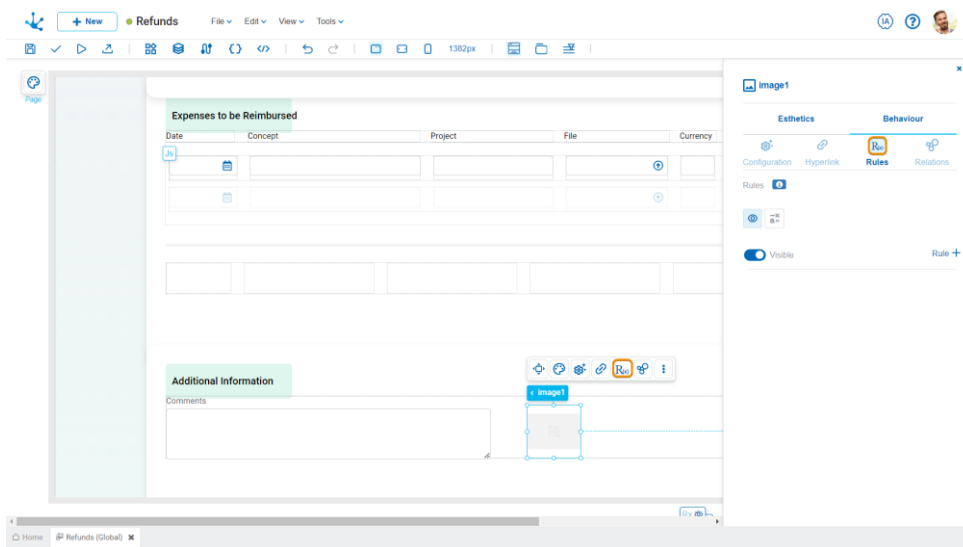 + New Refunds File Edit View Tools IA ?
1382px
Page
image1
Esthetics Behaviour
Configuration Hyperlink Rules Relations
Rules
Visible Rule +
Expenses to be Reimbursed
Date Concept Project File Currency
Js
Additional Information
‹ image1
Comments
Home Refunds (Global) ✖